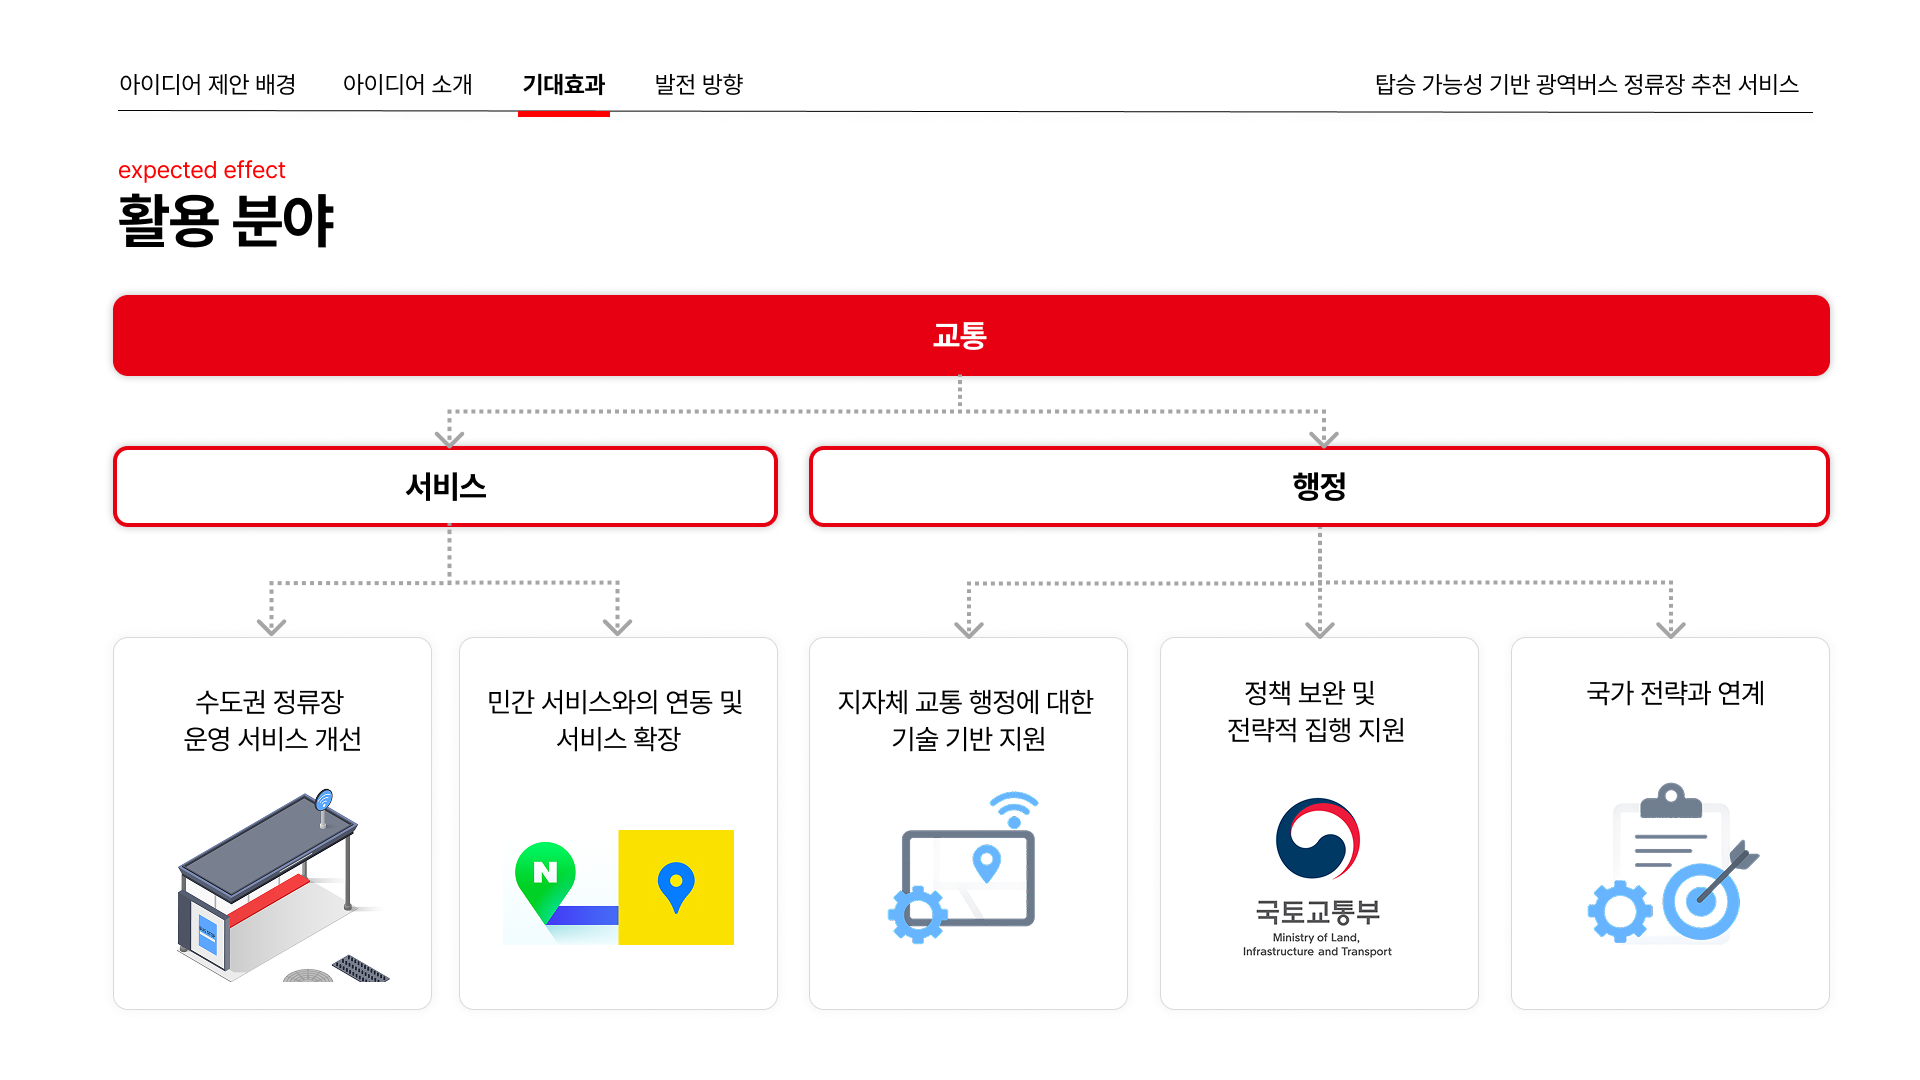 아이디어 제안 배경
아이디어 소개
기대효과
발전 방향
탑승 가능성 기반 광역버스 정류장 추천 서비스
expected effect
활용 분야
교통
서비스
행정
수도권 정류장
운영 서비스 개선
민간 서비스와의 연동 및
서비스 확장
지자체 교통 행정에 대한
기술 기반 지원
정책 보완 및
전략적 집행 지원
국가 전략과 연계
N
국토교통부
Ministry of Land,
Infrastructure and Transport